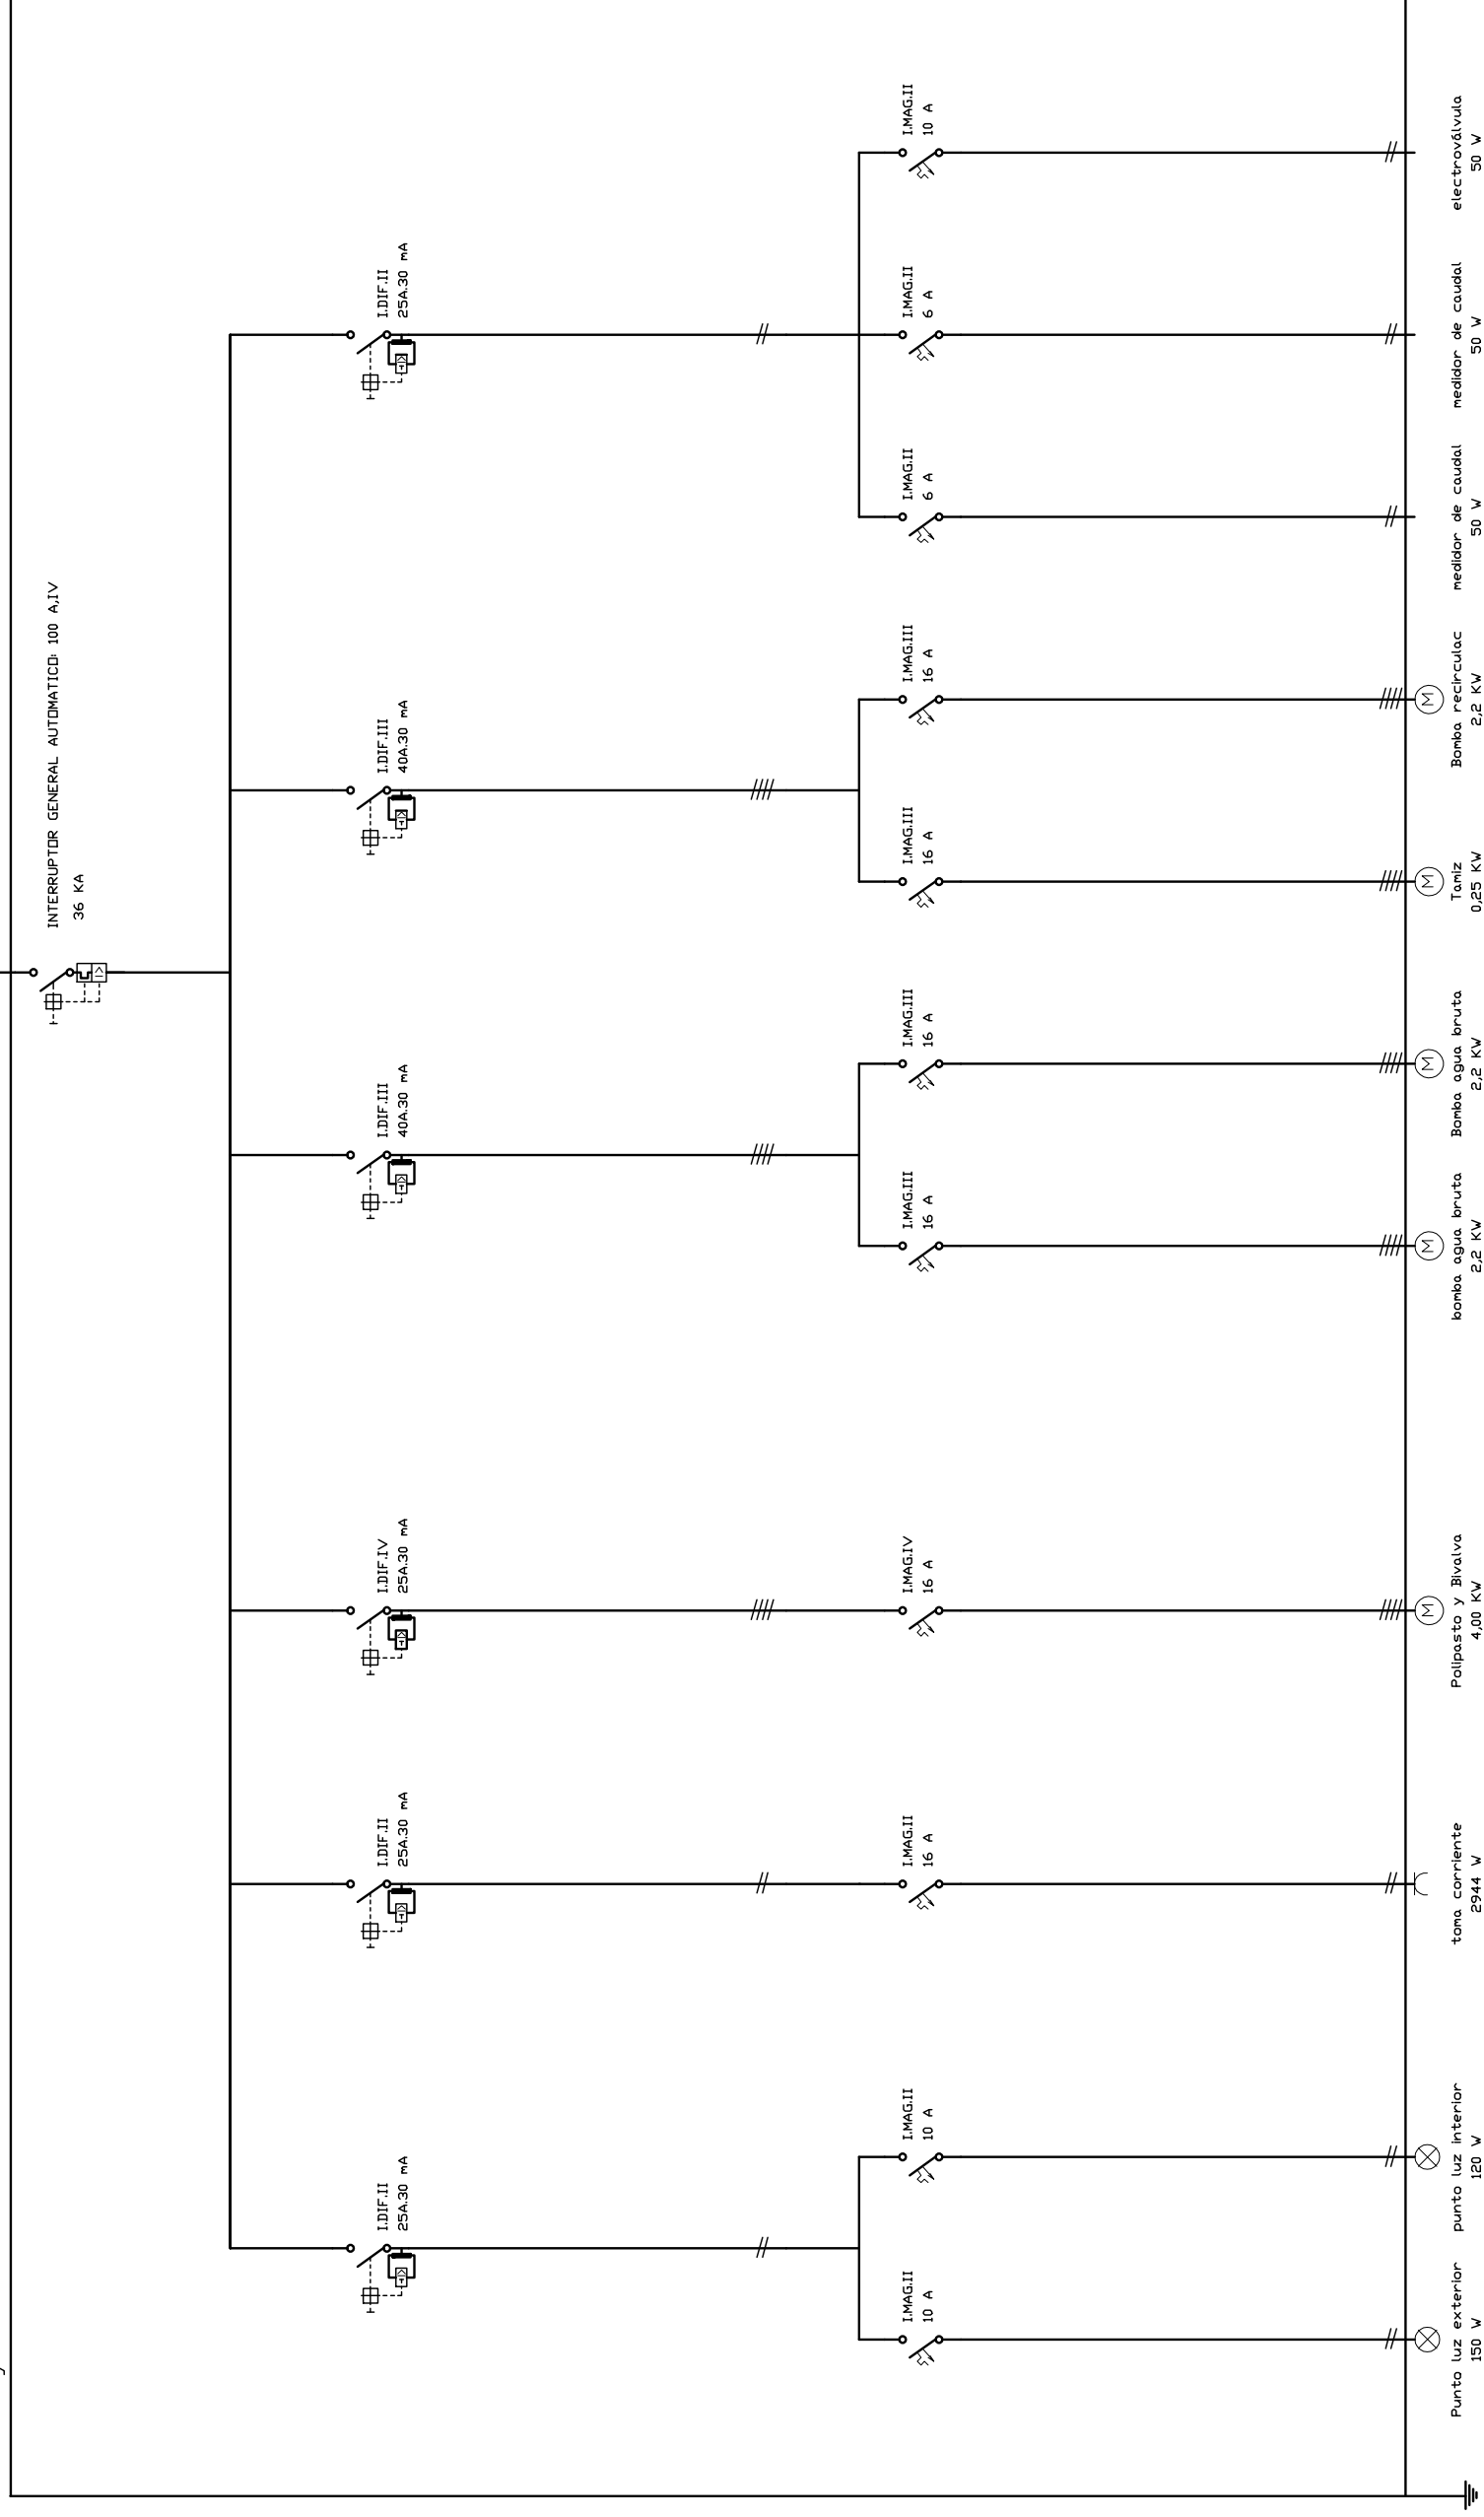 INTERRUPTOR GENERAL AUTOMATICO: 100 A,IV
36 KA
I.DIF.II
25A.30 mA
I.DIF.II
25A.30 mA
I.DIF.IV
25A.30 mA
I.DIF.III
40A.30 mA
I.DIF.III
40A.30 mA
I.DIF.II
25A.30 mA
I.MAG.II
10 A
I.MAG.II
10 A
I.MAG.II
16 A
I.MAG.IV
16 A
I.MAG.III
16 A
I.MAG.III
16 A
I.MAG.III
16 A
I.MAG.III
16 A
I.MAG.II
6 A
I.MAG.II
6 A
I.MAG.II
10 A
M
M
M
M
M
Punto luz exterior
150 W
punto luz interior
120 W
toma corriente
2944 W
Polipasto y Bivalva
4,00 KW
bomba agua bruta
2,2 KW
Bomba agua bruta
2,2 KW
Tamiz
0,25 KW
Bomba recirculac
2,2 KW
medidor de caudal
50 W
medidor de caudal
50 W
electroválvula
50 W